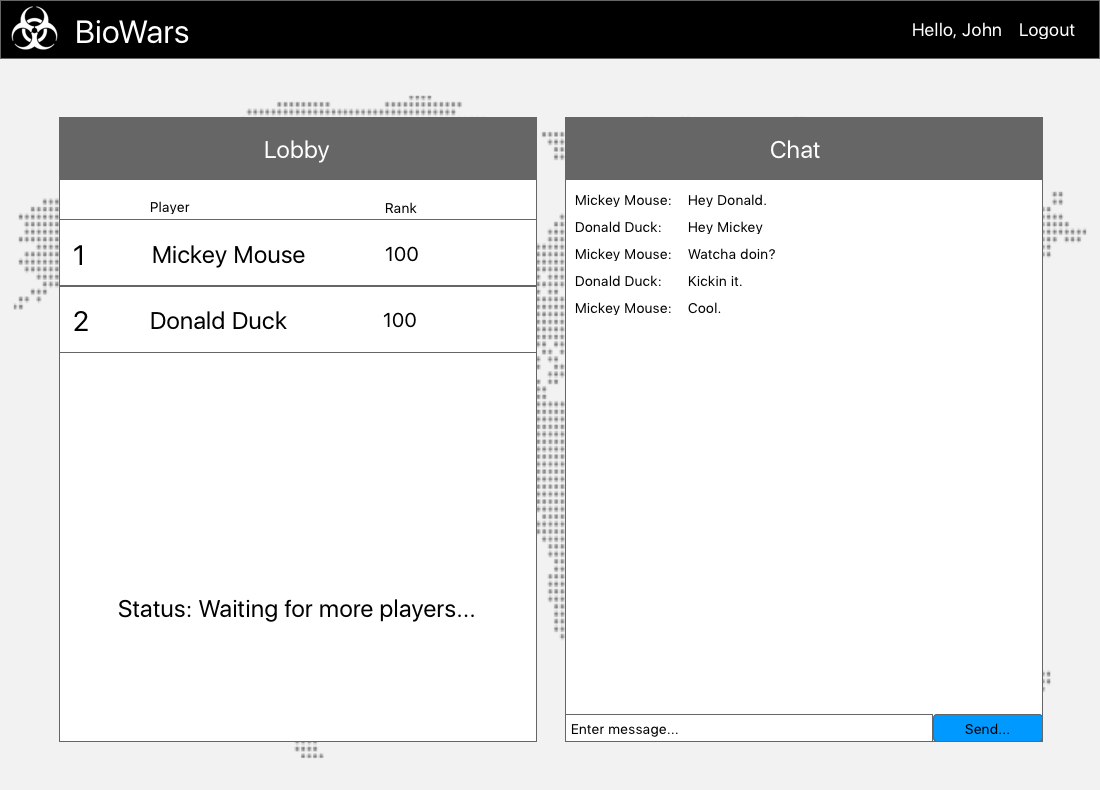 BioWars
Hello, John Logout
Lobby
Player Rank
1 Mickey Mouse 100
2 Donald Duck 100
Status: Waiting for more players...
Chat
Mickey Mouse: Hey Donald.
Donald Duck: Hey Mickey
Mickey Mouse: Watcha doin?
Donald Duck: Kickin it.
Mickey Mouse: Cool.
Enter message... Send...